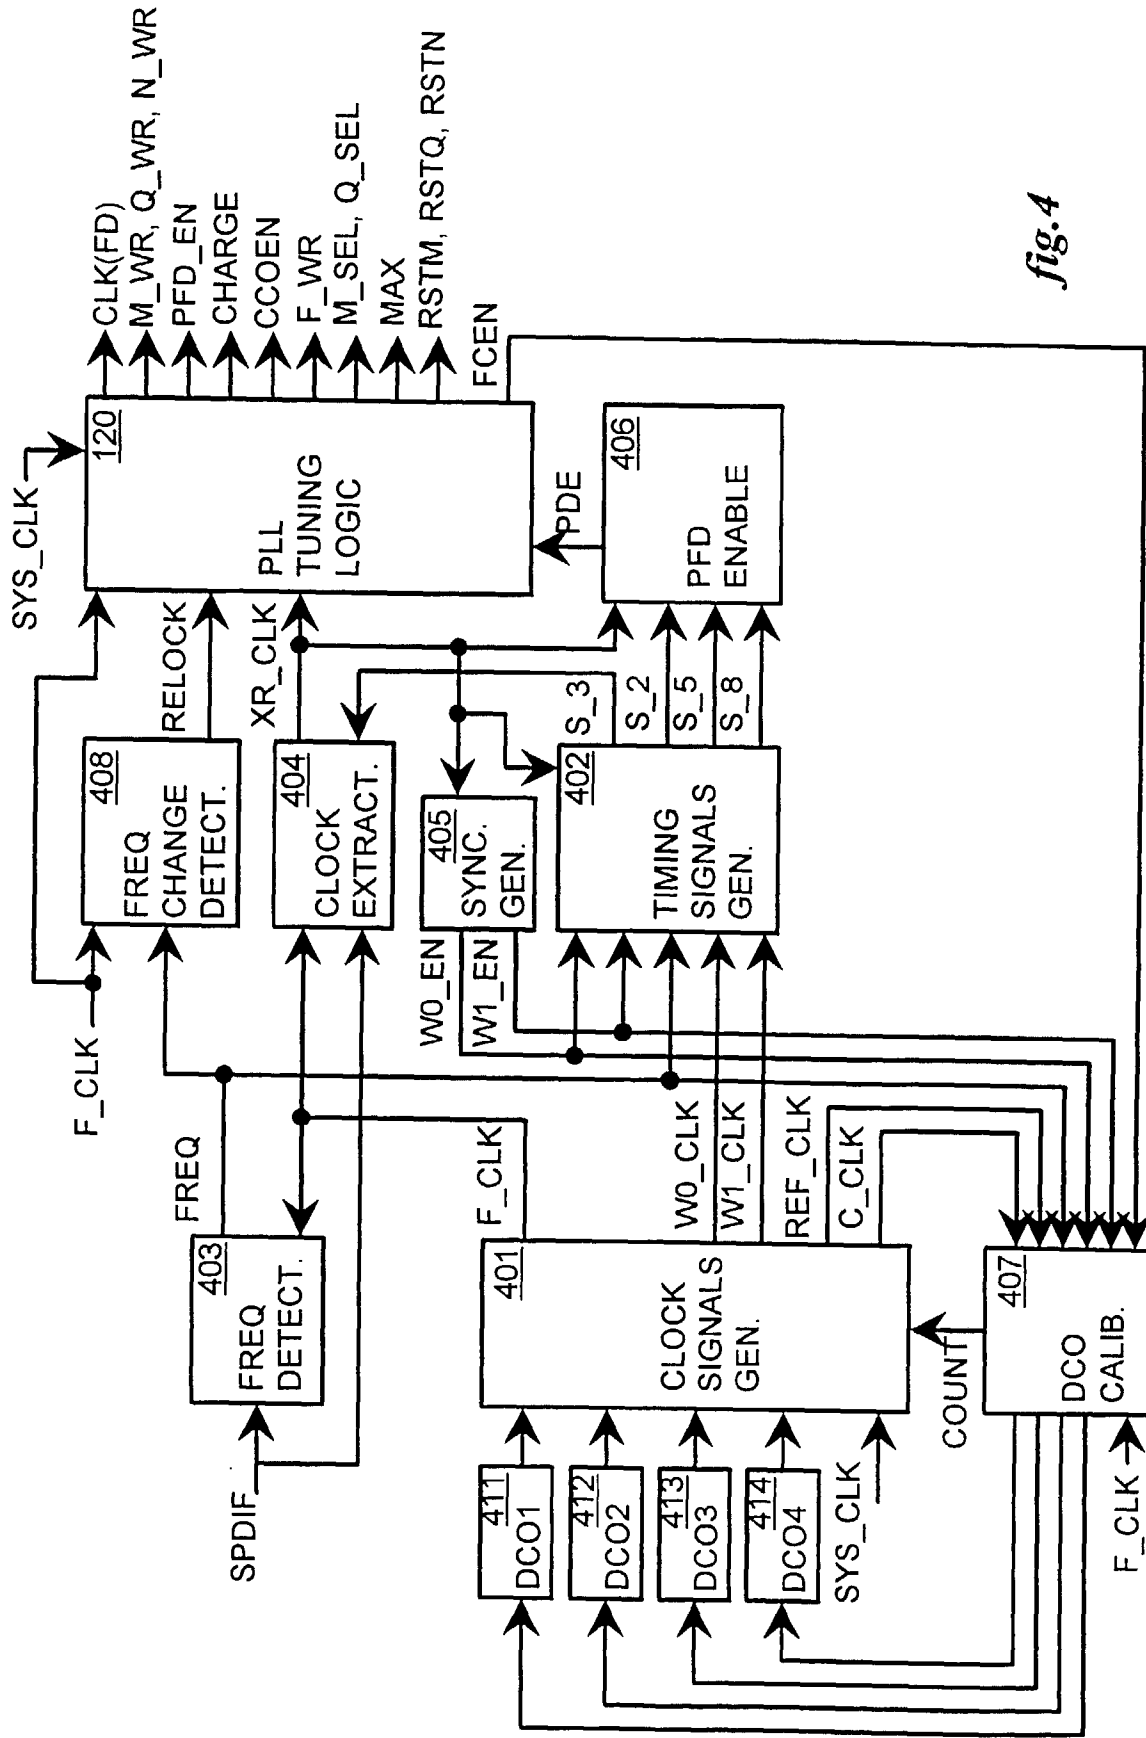 SYS_CLK
CLK(FD)
M_WR, Q_WR, N_WR
PFD_EN
CHARGE
CCOEN
F_WR
M_SEL, Q_SEL
MAX
RSTM, RSTQ, RSTN
FCEN
120
PLL
TUNING
LOGIC
RELOCK
XR_CLK
PDE
406
PFD
ENABLE
F_CLK
408
FREQ
CHANGE
DETECT.
404
CLOCK
EXTRACT.
405
SYNC.
GEN.
W0_EN
W1_EN
402
TIMING
SIGNALS
GEN.
S_3
S_2
S_5
S_8
FREQ
403
FREQ
DETECT.
SPDIF
F_CLK
W0_CLK
W1_CLK
REF_CLK
C_CLK
401
CLOCK
SIGNALS
GEN.
411
DCO1
412
DCO2
413
DCO3
414
DCO4
SYS_CLK
COUNT
407
DCO
CALIB.
F_CLK
fig.4